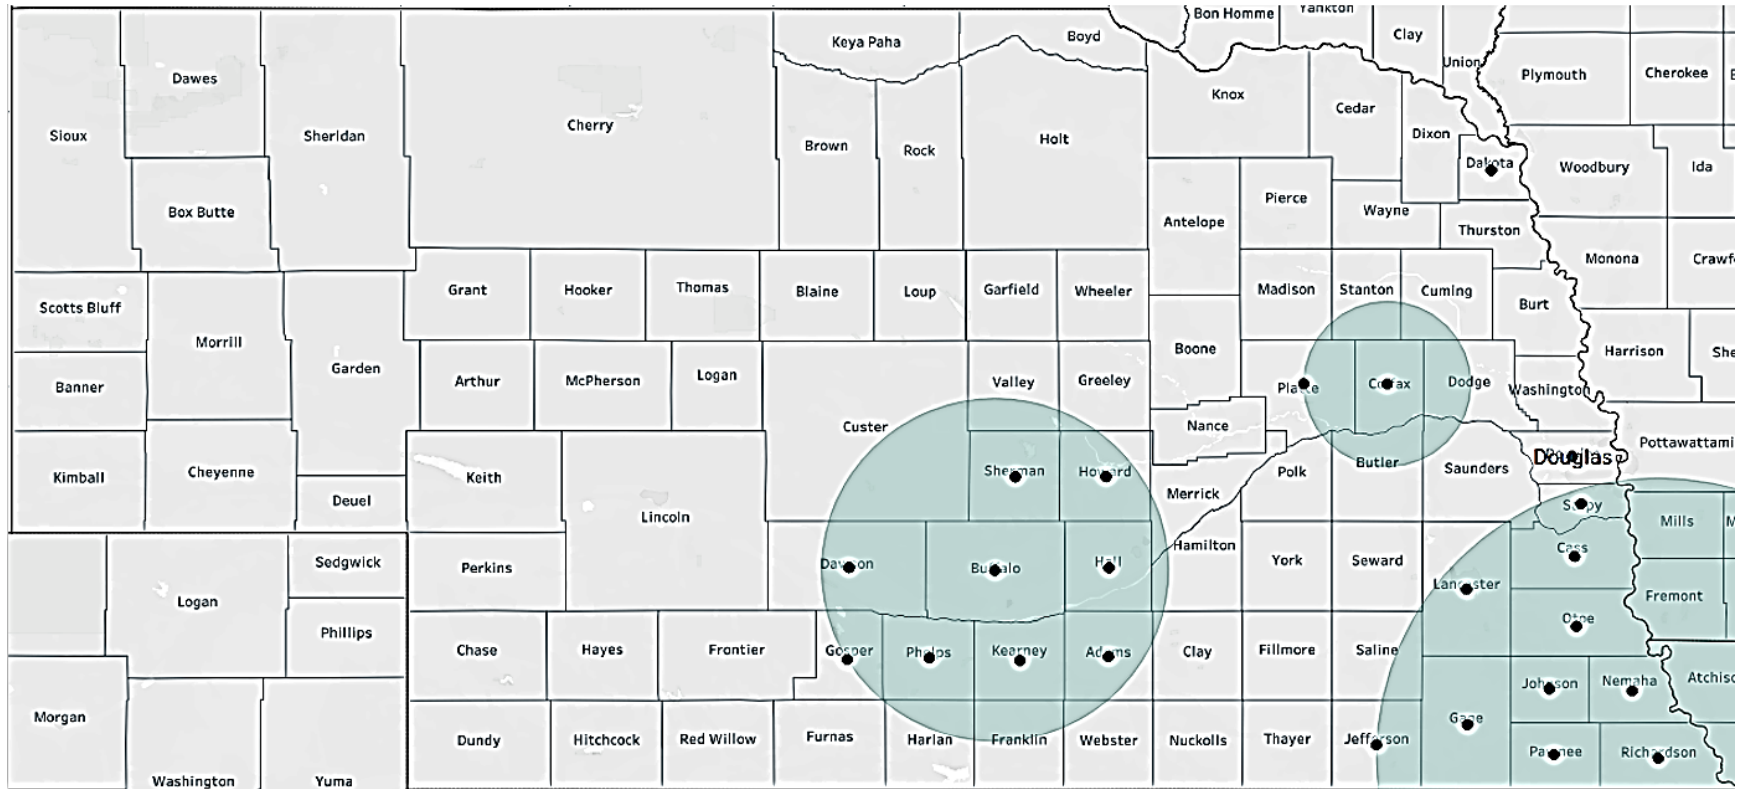 Bon Homme
Yankton
Keya Paha
Boyd
Clay
Union
Dawes
Plymouth
Cherokee
Knox
Cedar
Sioux
Sheridan
Cherry
Brown
Rock
Holt
Dixon
Dakota
Woodbury
Ida
Box Butte
Antelope
Pierce
Wayne
Thurston
Monona
Crawf
Scotts Bluff
Grant
Hooker
Thomas
Blaine
Loup
Garfield
Wheeler
Madison
Stanton
Cuming
Burt
Morrill
Garden
Boone
Harrison
She
Banner
Arthur
McPherson
Logan
Valley
Greeley
Platte
Colfax
Dodge
Washington
Custer
Nance
Pottawattami
Kimball
Cheyenne
Deuel
Keith
Lincoln
Sherman
Howard
Merrick
Polk
Butler
Saunders
Douglas
Sarpy
Mills
M
Logan
Sedgwick
Perkins
Dawson
Buffalo
Hall
Hamilton
York
Seward
Lancaster
Cass
Fremont
Phillips
Otoe
Chase
Hayes
Frontier
Gosper
Phelps
Kearney
Adams
Clay
Fillmore
Saline
Johnson
Nemaha
Atchisc
Morgan
Washington
Yuma
Dundy
Hitchcock
Red Willow
Furnas
Harlan
Franklin
Webster
Nuckolls
Thayer
Jefferson
Gage
Pawnee
Richardson